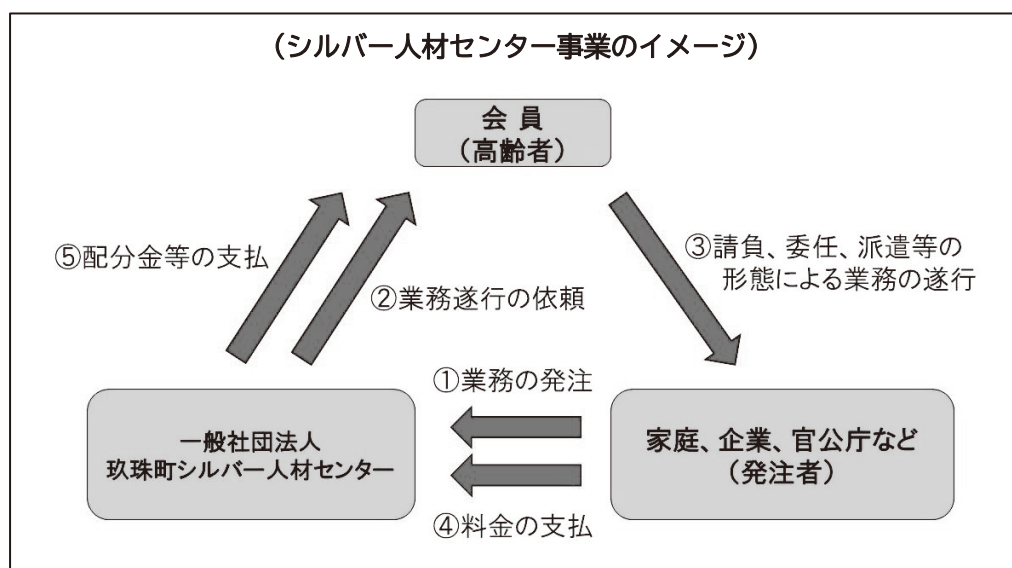 （シルバー人材センター事業のイメージ）
会 員
（高齢者）
⑤配分金等の支払
②業務遂行の依頼
③請負、委任、派遣等の
形態による業務の遂行
①業務の発注
一般社団法人
玖珠町シルバー人材センター
家庭、企業、官公庁など
（発注者）
④料金の支払